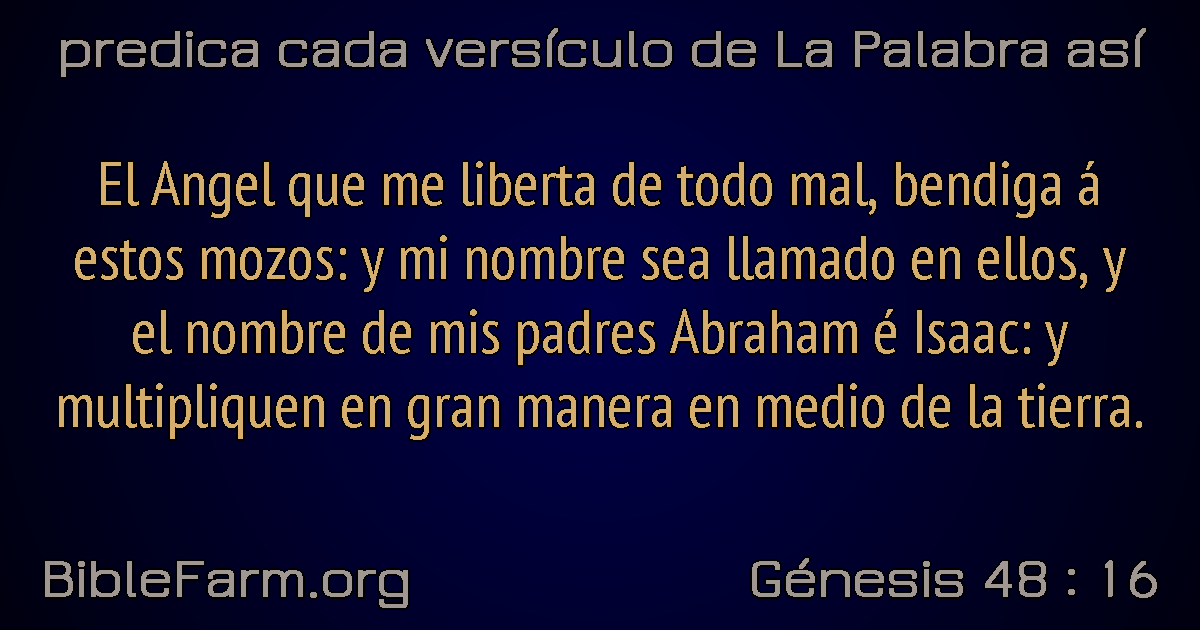 predica cada versículo de La Palabra así
El Angel que me liberta de todo mal, bendiga á
estos mozos: y mi nombre sea llamado en ellos, y
el nombre de mis padres Abraham é Isaac: y
multipliquen en gran manera en medio de la tierra.
BibleFarm.org
Génesis 48 : 16